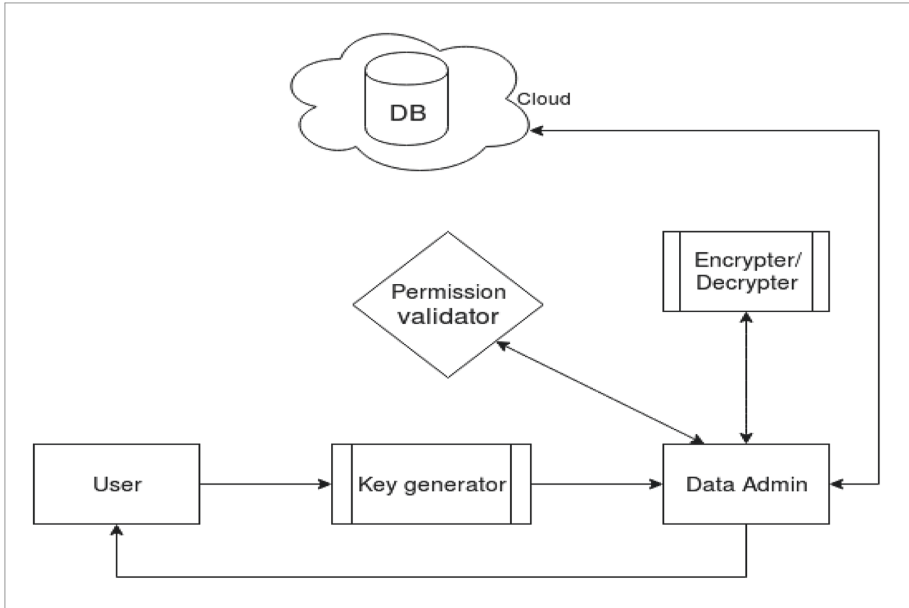 Cloud
DB
Encrypter/
Decrypter
Permission
validator
User
Key generator
Data Admin